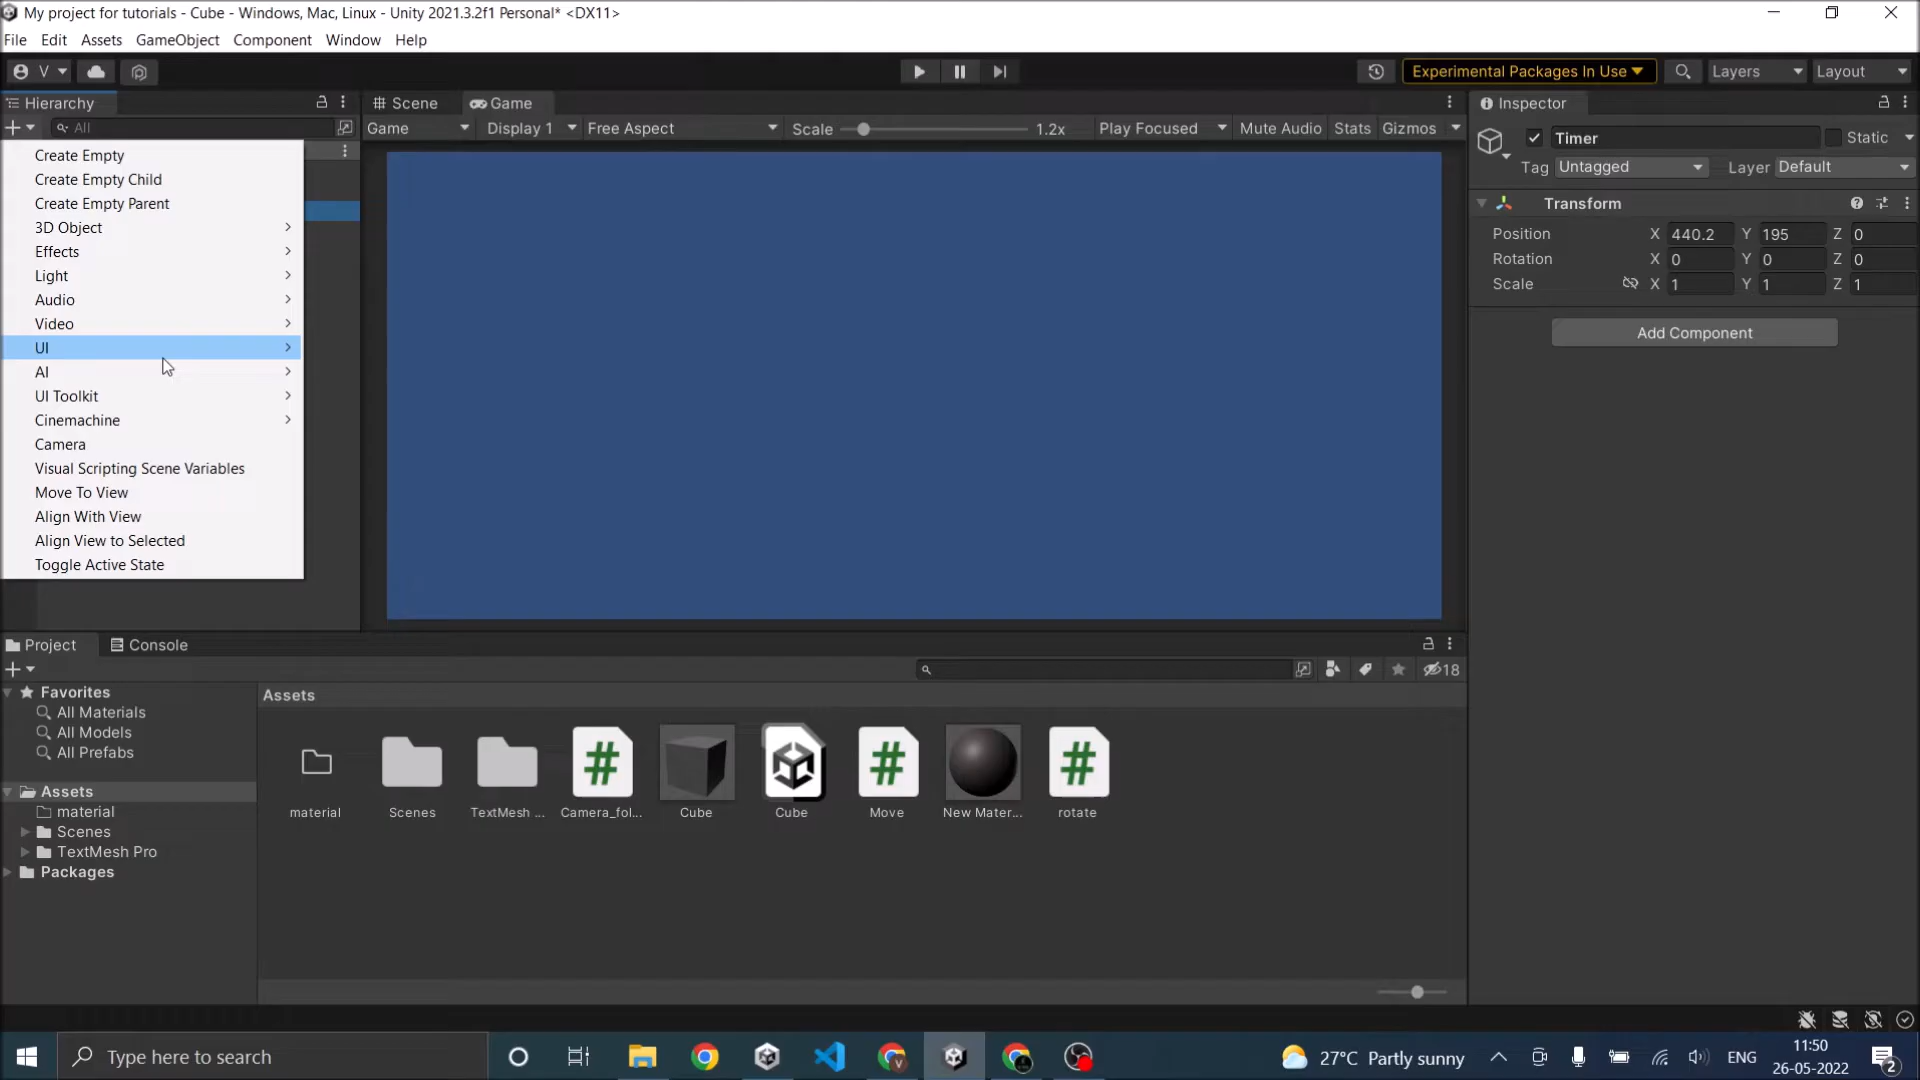 My project for tutorials - Cube - Windows, Mac, Linux - Unity 2021.3.2f1 Personal* <DX11>
File Edit Assets GameObject Component Window Help
V Experimental Packages In Use Layers Layout
Hierarchy Scene Game Inspector
All Game Display 1 Free Aspect Scale 1.2x Play Focused Mute Audio Stats Gizmos
Timer Static
Tag Untagged Layer Default
Transform
Position X 440.2 Y 195 Z 0
Rotation X 0 Y 0 Z 0
Scale X 1 Y 1 Z 1
Add Component
Create Empty
Create Empty Child
Create Empty Parent
3D Object
Effects
Light
Audio
Video
UI
AI
UI Toolkit
Cinemachine
Camera
Visual Scripting Scene Variables
Move To View
Align With View
Align View to Selected
Toggle Active State
Project Console
18
Favorites
All Materials
All Models
All Prefabs
Assets
material
Scenes
TextMesh Pro
Packages
Assets
material Scenes TextMesh ... Camera_fol... Cube Cube Move New Mater... rotate
Type here to search
27°C Partly sunny
ENG
11:50
26-05-2022
2